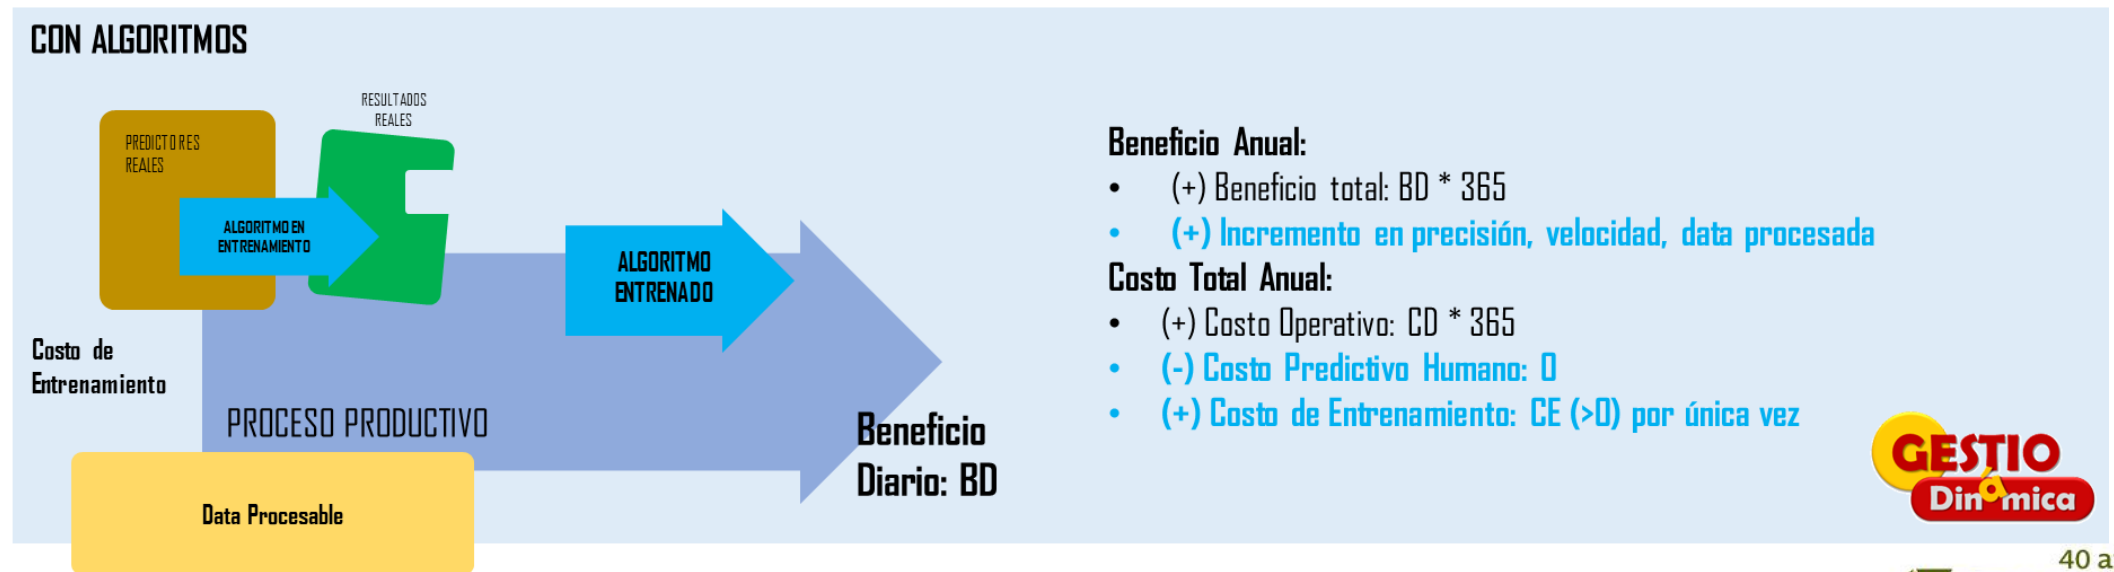 CON ALGORITMOS
RESULTADOS
REALES
PREDICTORES
REALES
ALGORITMO EN
ENTRENAMIENTO
ALGORITMO
ENTRENADO
Costo de
Entrenamiento
PROCESO PRODUCTIVO
Beneficio
Diario: BD
Data Procesable
Beneficio Anual:
• (+) Beneficio total: BD * 365
• (+) Incremento en precisión, velocidad, data procesada
Costo Total Anual:
• (+) Costo Operativo: CD * 365
• (-) Costo Predictivo Humano: 0
• (+) Costo de Entrenamiento: CE (>0) por única vez
GESTIO
Dinámica
40 a